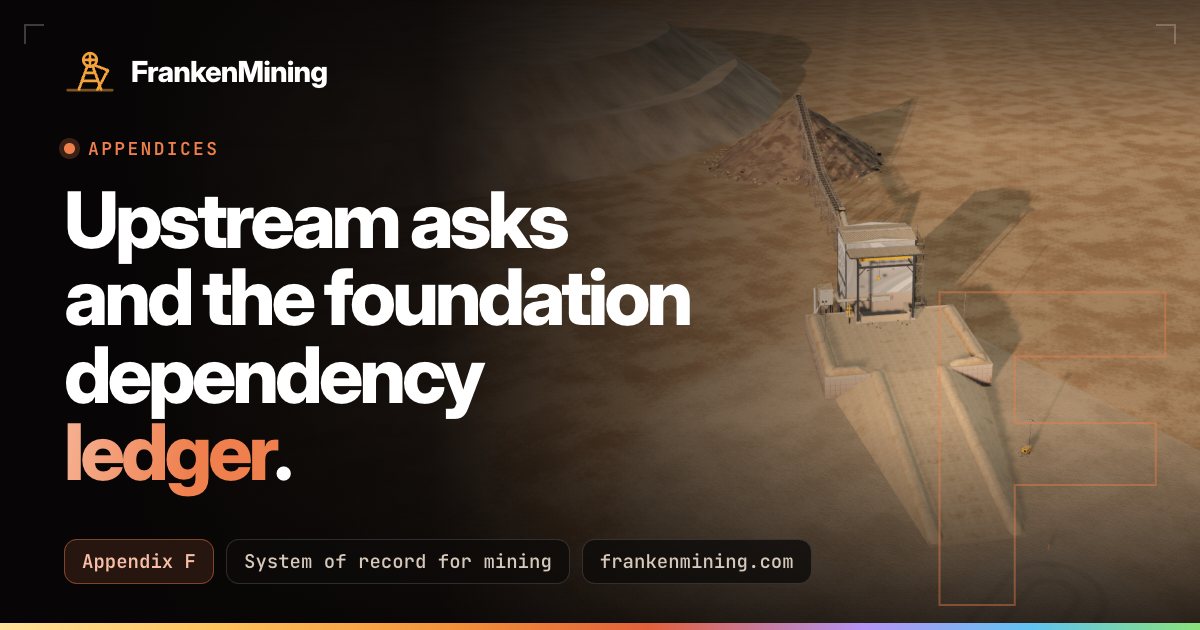 FrankenMining
APPENDICES
Upstream asks
and the foundation
dependency
ledger.
Appendix F
System of record for mining
frankenmining.com